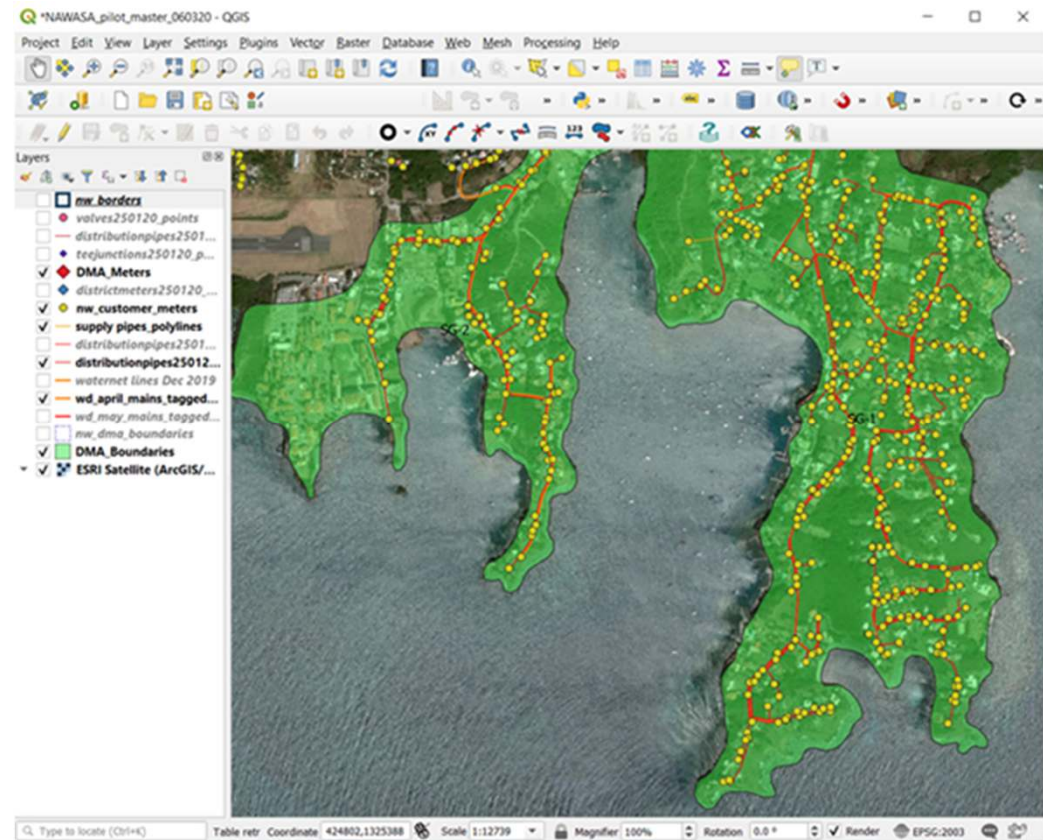 *NAWASA_pilot_master_060320 - QGIS
Project Edit View Layer Settings Plugins Vector Raster Database Web Mesh Processing Help
123
Layers
nw_borders
valves250120_points
distributionpipes2501...
teejunctions250120_p...
DMA_Meters
districtmeters250120_...
nw_customer_meters
supply pipes_polylines
distributionpipes2501...
distributionpipes25012...
waternet lines Dec 2019
wd_april_mains_tagged...
wd_may_mains_tagged...
nw_dma_boundaries
DMA_Boundaries
ESRI Satellite (ArcGIS/...
SG-2
SG-1
Type to locate (Ctrl+K) Table retr Coordinate 424802,1325388 Scale 1:12739 Magnifier 100% Rotation 0.0 ° Render EPSG:2003